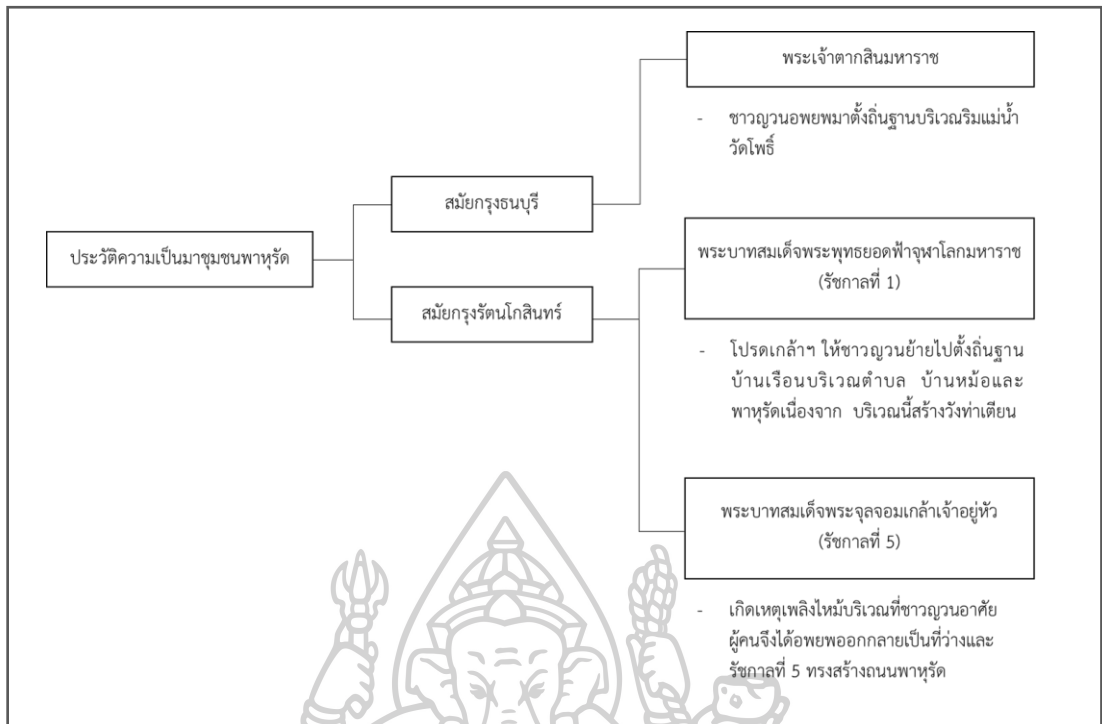 พระเจ้าตากสินมหาราช
- ชาวญวนอพยพมาตั้งถิ่นฐานบริเวณริมแม่น้ำ
วัดโพธิ์
สมัยกรุงธนบุรี
ประวัติความเป็นมาชุมชนพาหุรัด
สมัยกรุงรัตนโกสินทร์
พระบาทสมเด็จพระพุทธยอดฟ้าจุฬาโลกมหาราช
(รัชกาลที่ 1)
- โปรดเกล้าฯ ให้ชาวญวนย้ายไปตั้งถิ่นฐาน
บ้านเรือนบริเวณตำบล บ้านหม้อและ
พาหุรัดเนื่องจาก บริเวณนี้สร้างวังท่าเตียน
พระบาทสมเด็จพระจุลจอมเกล้าเจ้าอยู่หัว
(รัชกาลที่ 5)
- เกิดเหตุเพลิงไหม้บริเวณที่ชาวญวนอาศัย
ผู้คนจึงได้อพยพออกกลายเป็นที่ว่างและ
รัชกาลที่ 5 ทรงสร้างถนนพาหุรัด